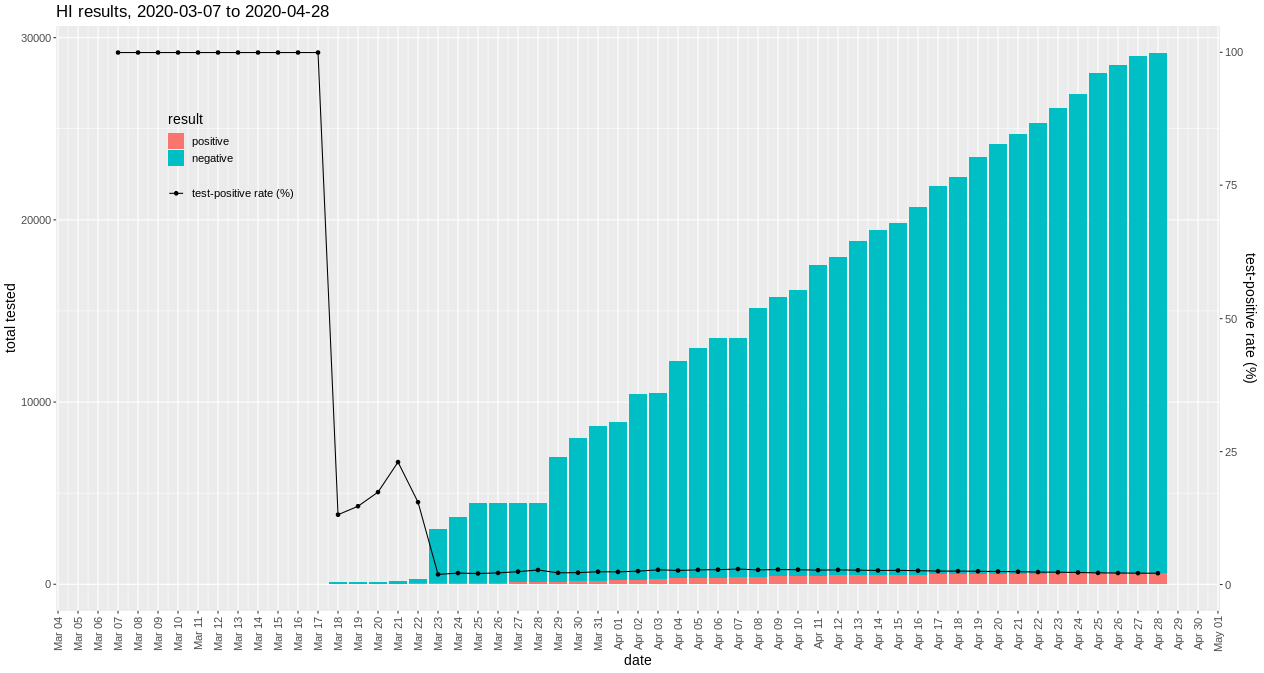 HI results, 2020-03-07 to 2020-04-28
30000
20000
10000
0
total tested
result
positive
negative
test-positive rate (%)
100
75
50
25
0
test-positive rate (%)
Mar 04
Mar 05
Mar 06
Mar 07
Mar 08
Mar 09
Mar 10
Mar 11
Mar 12
Mar 13
Mar 14
Mar 15
Mar 16
Mar 17
Mar 18
Mar 19
Mar 20
Mar 21
Mar 22
Mar 23
Mar 24
Mar 25
Mar 26
Mar 27
Mar 28
Mar 29
Mar 30
Mar 31
Apr 01
Apr 02
Apr 03
Apr 04
Apr 05
Apr 06
Apr 07
Apr 08
Apr 09
Apr 10
Apr 11
Apr 12
Apr 13
Apr 14
Apr 15
Apr 16
Apr 17
Apr 18
Apr 19
Apr 20
Apr 21
Apr 22
Apr 23
Apr 24
Apr 25
Apr 26
Apr 27
Apr 28
Apr 29
Apr 30
May 01
date